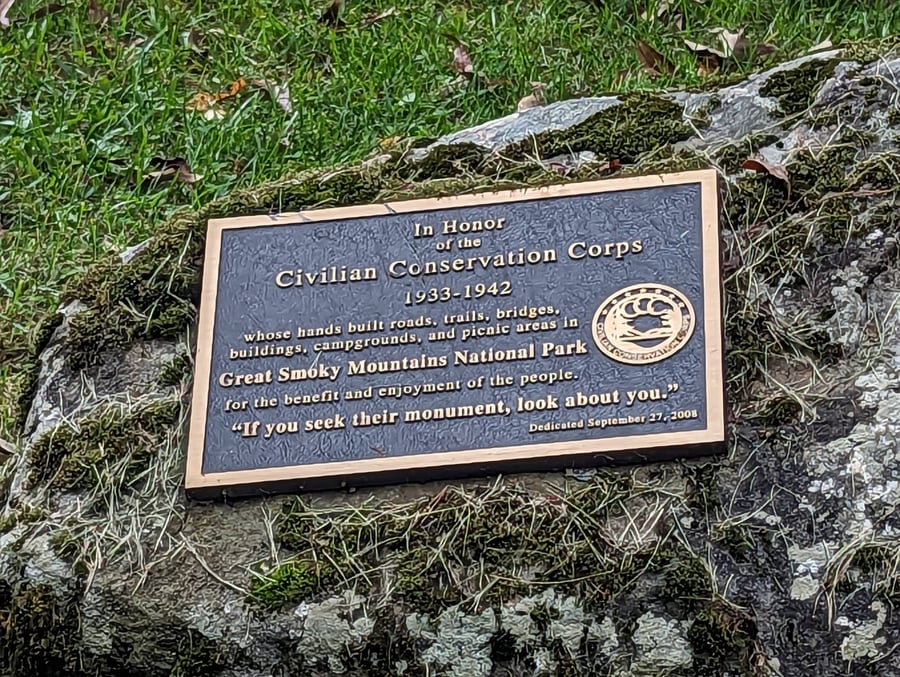 In Honor
of the
Civilian Conservation Corps
1933-1942
whose hands built roads, trails, bridges,
buildings, campgrounds, and picnic areas in
Great Smoky Mountains National Park
for the benefit and enjoyment of the people.
“If you seek their monument, look about you.”
Dedicated September 27, 2008
CCC